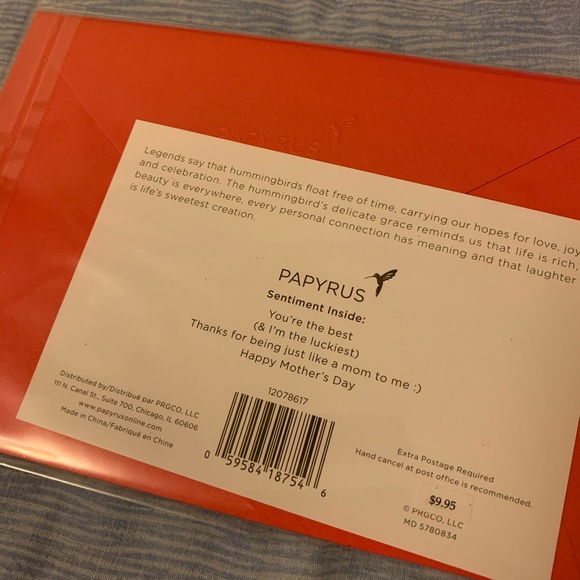 PAPYRUS
Legends say that hummingbirds float free of time, carrying our hopes for love, joy
and celebration. The hummingbird's delicate grace reminds us that life is rich,
beauty is everywhere, every personal connection has meaning and that laughter
is life's sweetest creation.
PAPYRUS
Sentiment Inside:
You're the best
(& I'm the luckiest)
Thanks for being just like a mom to me :)
Happy Mother's Day
Distributed by/Distribué par PRGCO, LLC
111 N. Canal St., Suite 700, Chicago, IL 60606
www.papyrusonline.com
Made in China/Fabriqué en Chine
12078617
0 59584 18754 6
Extra Postage Required
Hand cancel at post office is recommended.
$9.95
© PRGCO, LLC
MD 5780834